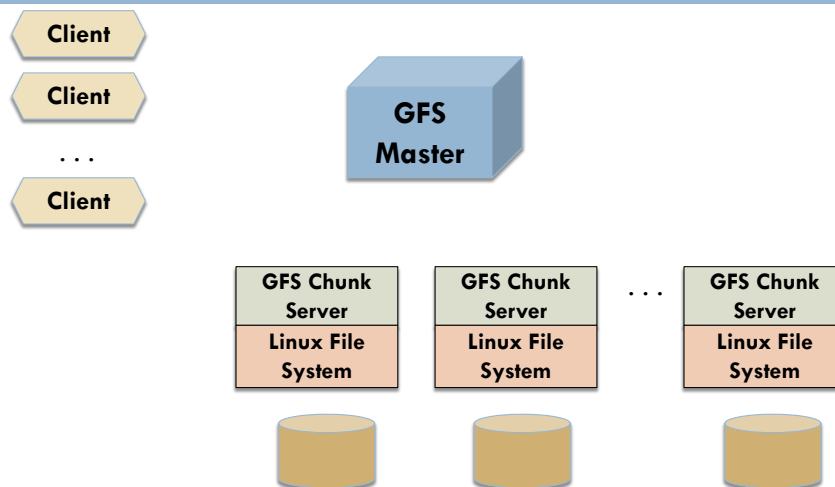 Client
Client
. . .
Client
GFS
Master
GFS Chunk
Server
Linux File
System
GFS Chunk
Server
Linux File
System
. . .
GFS Chunk
Server
Linux File
System